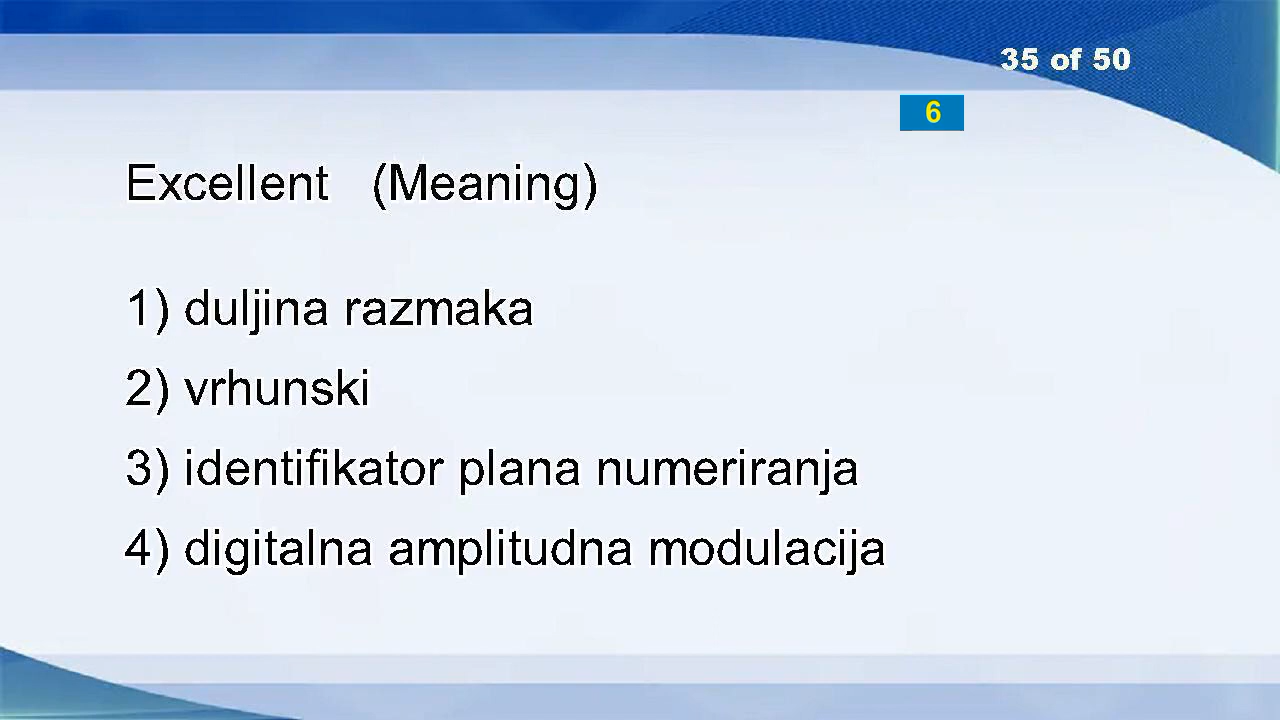 35 of 50
6
Excellent (Meaning)
1) duljina razmaka
2) vrhunski
3) identifikator plana numeriranja
4) digitalna amplitudna modulacija